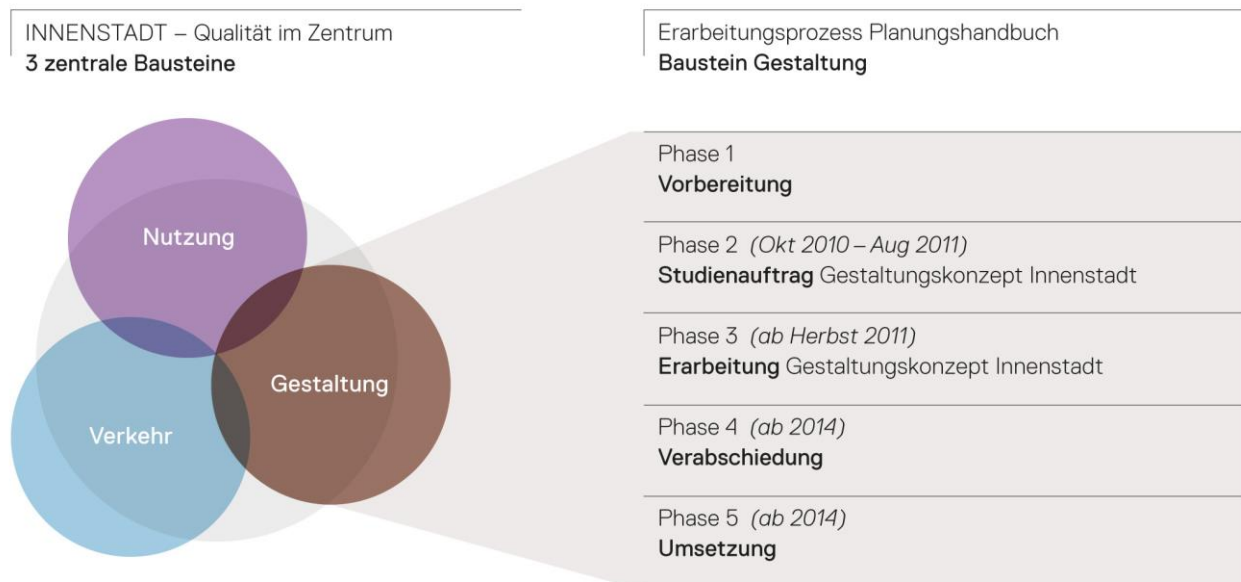 INNENSTADT – Qualität im Zentrum
3 zentrale Bausteine
Nutzung
Gestaltung
Verkehr
Erarbeitungsprozess Planungshandbuch
Baustein Gestaltung
Phase 1
Vorbereitung
Phase 2 (Okt 2010 – Aug 2011)
Studienauftrag Gestaltungskonzept Innenstadt
Phase 3 (ab Herbst 2011)
Erarbeitung Gestaltungskonzept Innenstadt
Phase 4 (ab 2014)
Verabschiedung
Phase 5 (ab 2014)
Umsetzung